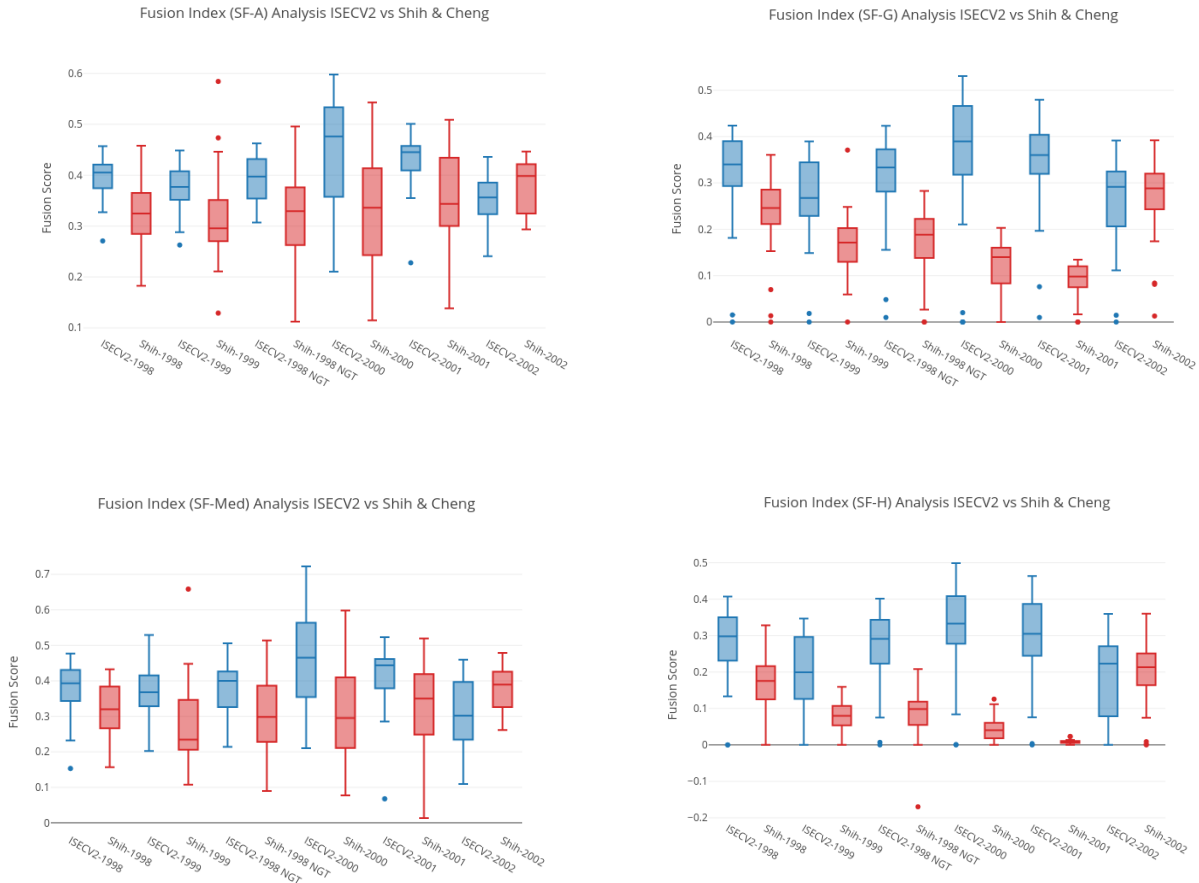 Fusion Index (SF-A) Analysis ISECV2 vs Shih & Cheng
Fusion Score
0.6
0.5
0.4
0.3
0.2
0.1
ISECV2-1998
Shih-1998
ISECV2-1999
Shih-1999
ISECV2-1998 NGT
Shih-1998 NGT
ISECV2-2000
Shih-2000
ISECV2-2001
Shih-2001
ISECV2-2002
Shih-2002
Fusion Index (SF-G) Analysis ISECV2 vs Shih & Cheng
Fusion Score
0.5
0.4
0.3
0.2
0.1
0
ISECV2-1998
Shih-1998
ISECV2-1999
Shih-1999
ISECV2-1998 NGT
Shih-1998 NGT
ISECV2-2000
Shih-2000
ISECV2-2001
Shih-2001
ISECV2-2002
Shih-2002
Fusion Index (SF-Med) Analysis ISECV2 vs Shih & Cheng
Fusion Score
0.7
0.6
0.5
0.4
0.3
0.2
0.1
0
ISECV2-1998
Shih-1998
ISECV2-1999
Shih-1999
ISECV2-1998 NGT
Shih-1998 NGT
ISECV2-2000
Shih-2000
ISECV2-2001
Shih-2001
ISECV2-2002
Shih-2002
Fusion Index (SF-H) Analysis ISECV2 vs Shih & Cheng
Fusion Score
0.5
0.4
0.3
0.2
0.1
0
−0.1
−0.2
ISECV2-1998
Shih-1998
ISECV2-1999
Shih-1999
ISECV2-1998 NGT
Shih-1998 NGT
ISECV2-2000
Shih-2000
ISECV2-2001
Shih-2001
ISECV2-2002
Shih-2002